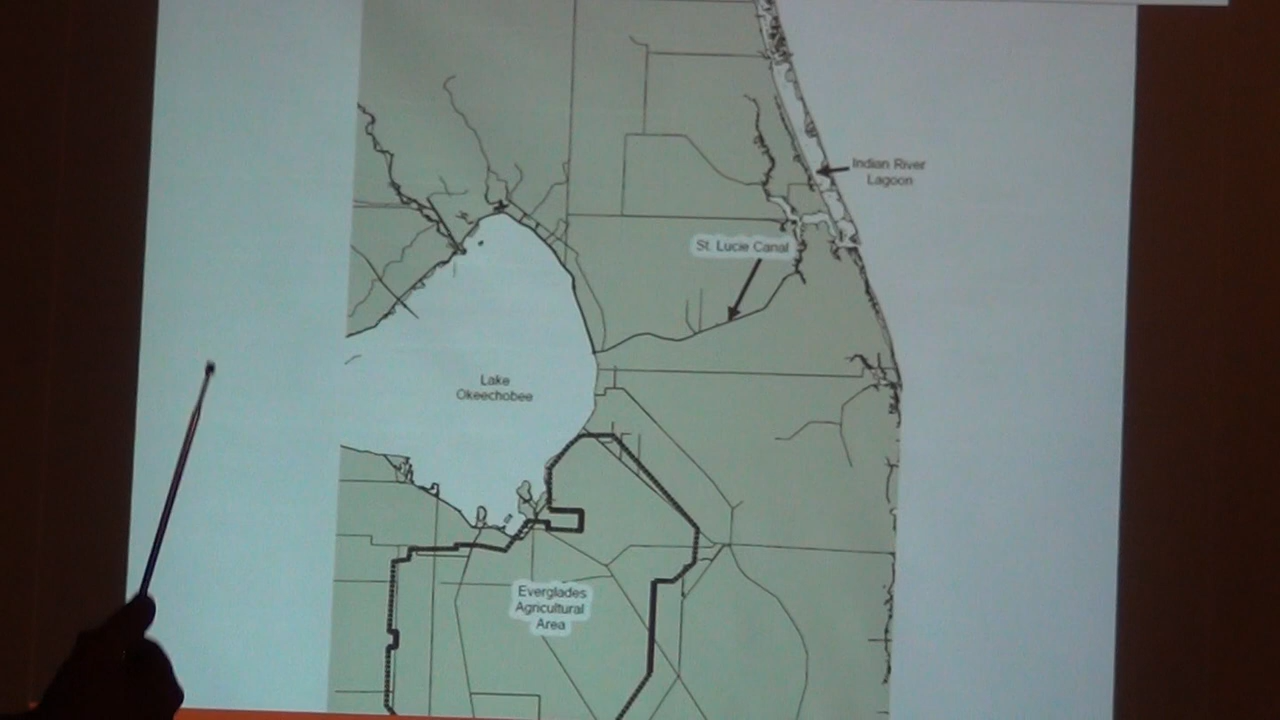 Indian River
Lagoon
St. Lucie Canal
Lake
Okeechobee
Everglades
Agricultural
Area